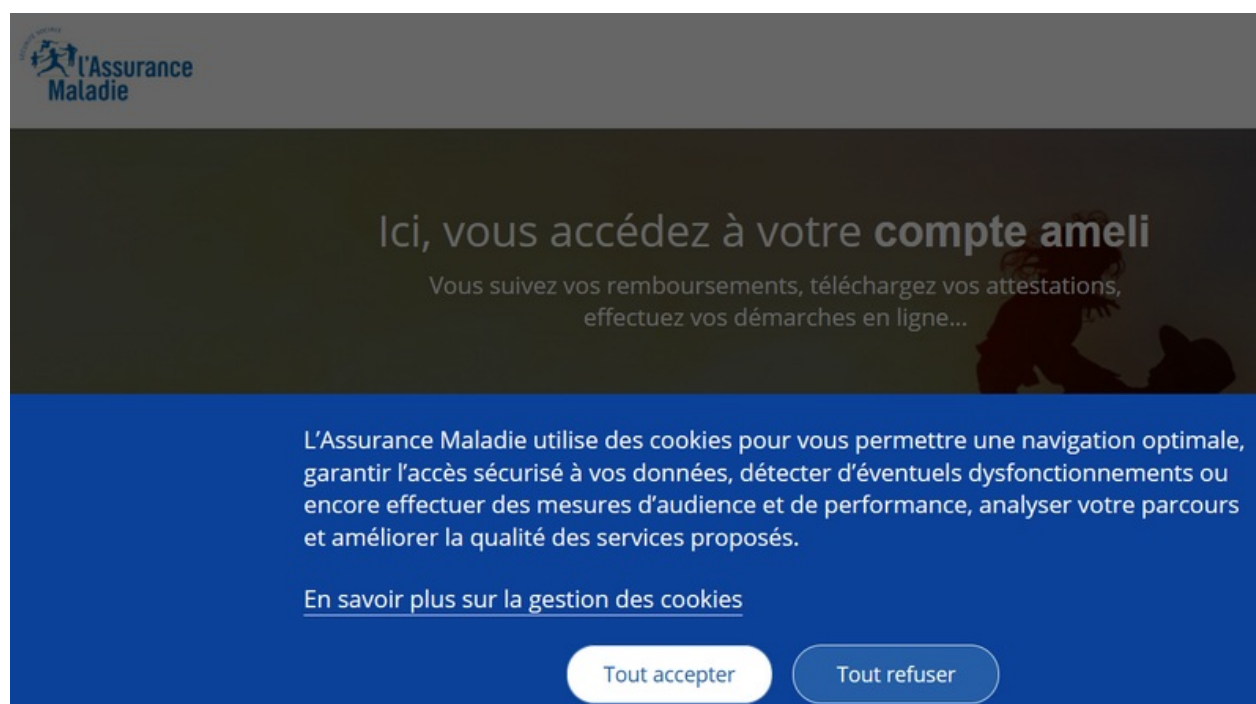 SÉCURITÉ SOCIALE
l'Assurance
Maladie
Ici, vous accédez à votre compte ameli
Vous suivez vos remboursements, téléchargez vos attestations,
effectuez vos démarches en ligne...
L’Assurance Maladie utilise des cookies pour vous permettre une navigation optimale,
garantir l’accès sécurisé à vos données, détecter d’éventuels dysfonctionnements ou
encore effectuer des mesures d’audience et de performance, analyser votre parcours
et améliorer la qualité des services proposés.
En savoir plus sur la gestion des cookies
Tout accepter
Tout refuser